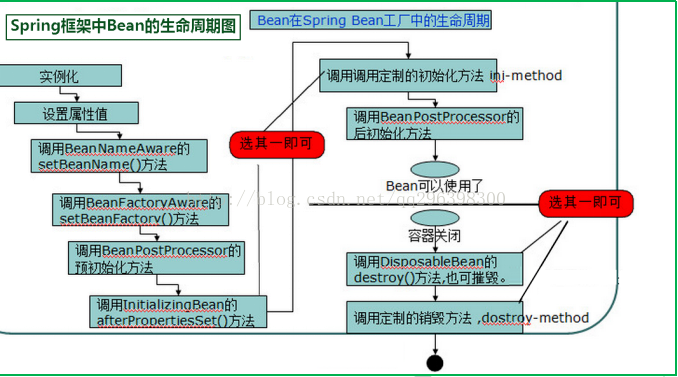 Spring框架中Bean的生命周期图
Bean在Spring Bean工厂中的生命周期
实例化
设置属性值
调用BeanNameAware的
setBeanName()方法
调用BeanFactoryAware的
setBeanFactory()方法
调用BeanPostProcessor的
预初始化方法
调用InitializingBean的
afterPropertiesSet()方法
选其一即可
调用调用定制的初始化方法 ini-method
调用BeanPostProcessor的
后初始化方法
Bean可以使用了
容器关闭
选其一即可
调用DisposableBean的
destroy()方法,也可摧毁。
调用定制的销毁方法 ,dostroy-method
http://blog.csdn.net/qq296398300